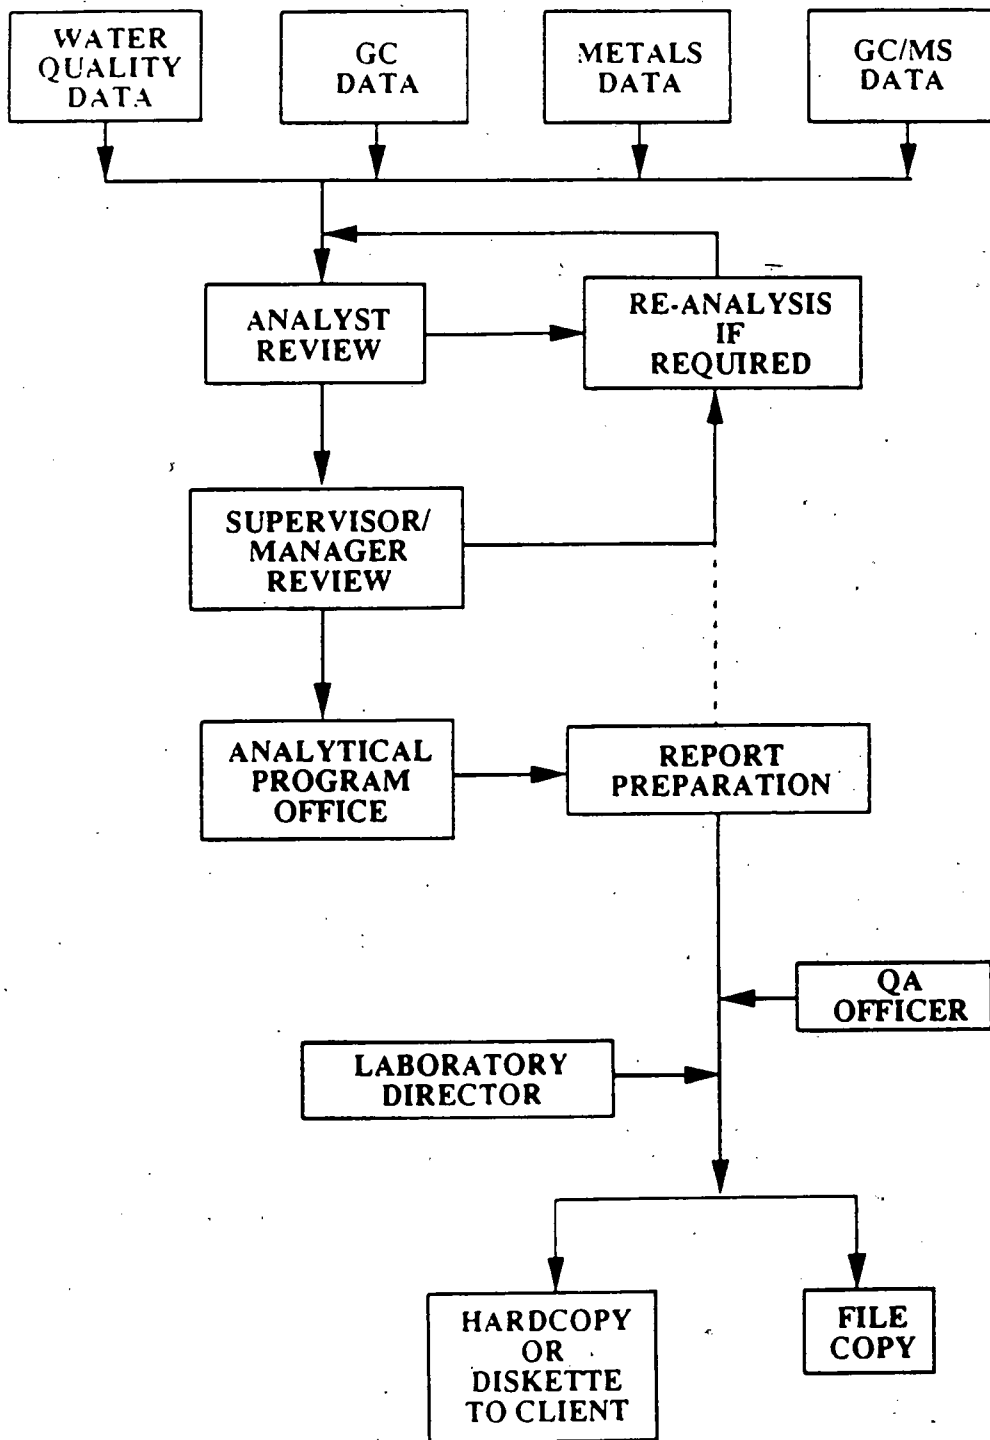 WATER
QUALITY
DATA
GC
DATA
METALS
DATA
GC/MS
DATA
ANALYST
REVIEW
RE-ANALYSIS
IF
REQUIRED
SUPERVISOR/
MANAGER
REVIEW
ANALYTICAL
PROGRAM
OFFICE
REPORT
PREPARATION
QA
OFFICER
LABORATORY
DIRECTOR
HARDCOPY
OR
DISKETTE
TO CLIENT
FILE
COPY